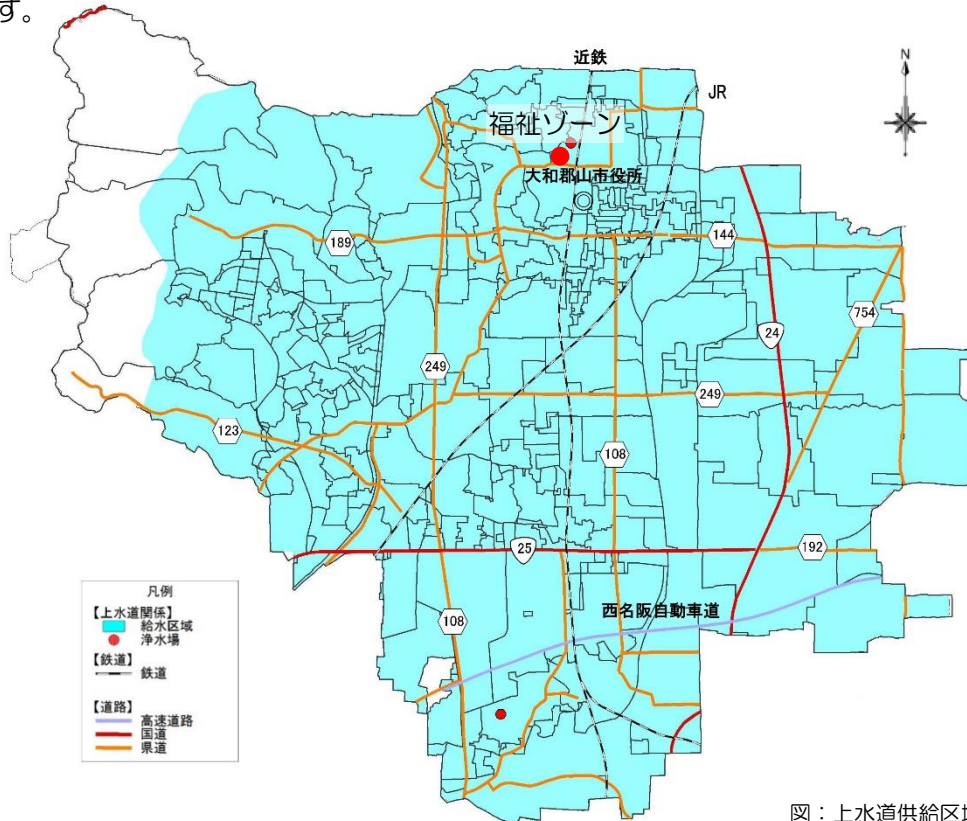 す。
近鉄
N
JR
福祉ゾーン
大和郡山市役所
144
189
754
24
249
249
123
108
25
192
西名阪自動車道
108
凡例
【上水道関係】
給水区域
浄水場
【鉄道】
鉄道
【道路】
高速道路
国道
県道
図：上水道供給区